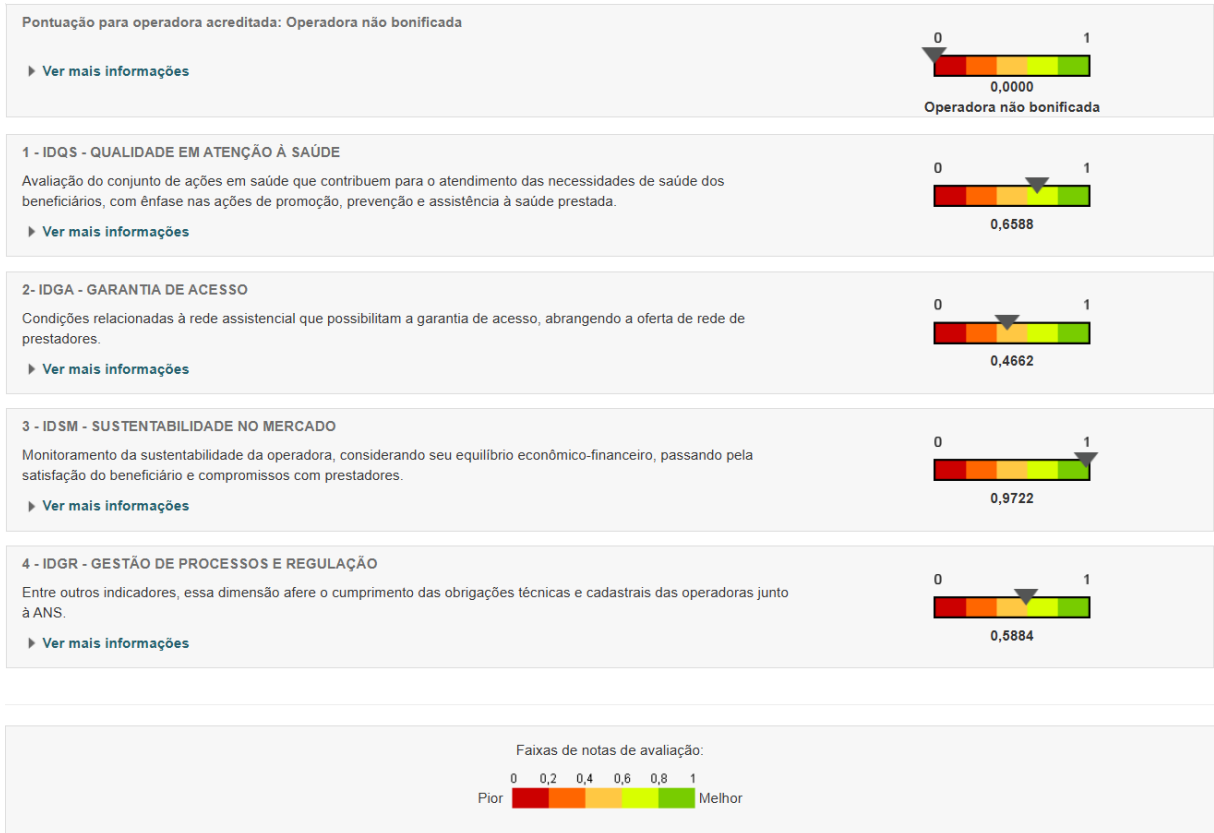 Pontuação para operadora acreditada: Operadora não bonificada
Ver mais informações
0 1
0,0000
Operadora não bonificada
1 - IDQS - QUALIDADE EM ATENÇÃO À SAÚDE
Avaliação do conjunto de ações em saúde que contribuem para o atendimento das necessidades de saúde dos
beneficiários, com ênfase nas ações de promoção, prevenção e assistência à saúde prestada.
Ver mais informações
0 1
0,6588
2- IDGA - GARANTIA DE ACESSO
Condições relacionadas à rede assistencial que possibilitam a garantia de acesso, abrangendo a oferta de rede de
prestadores.
Ver mais informações
0 1
0,4662
3 - IDSM - SUSTENTABILIDADE NO MERCADO
Monitoramento da sustentabilidade da operadora, considerando seu equilíbrio econômico-financeiro, passando pela
satisfação do beneficiário e compromissos com prestadores.
Ver mais informações
0 1
0,9722
4 - IDGR - GESTÃO DE PROCESSOS E REGULAÇÃO
Entre outros indicadores, essa dimensão afere o cumprimento das obrigações técnicas e cadastrais das operadoras junto
à ANS.
Ver mais informações
0 1
0,5884
Faixas de notas de avaliação:
0 0,2 0,4 0,6 0,8 1
Pior Melhor